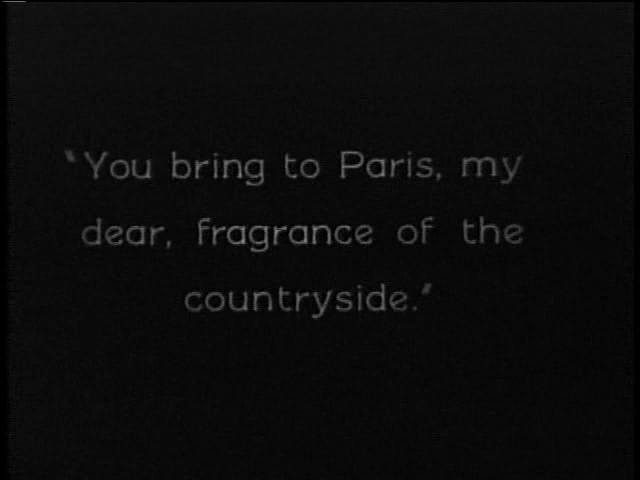 "You bring to Paris, my
dear, fragrance of the
countryside."